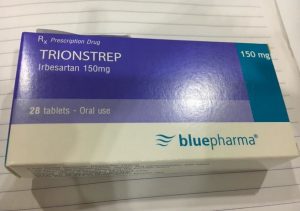 Rx Prescription Drug
TRIONSTREP
Irbesartan 150mg
150 mg
28 tablets - Oral use
bluepharma®